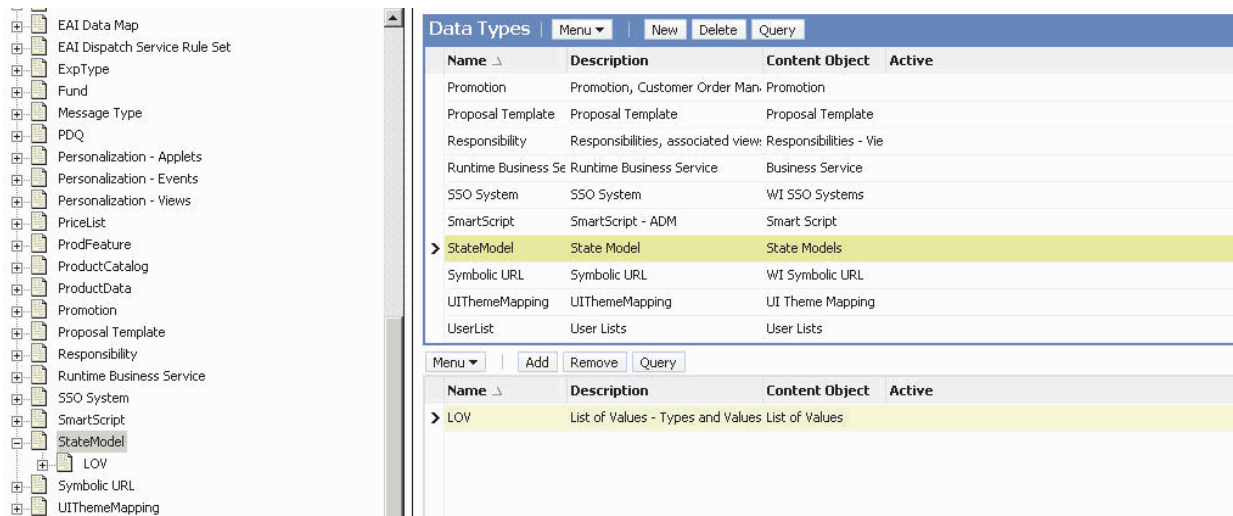 EAI Data Map
EAI Dispatch Service Rule Set
ExpType
Fund
Message Type
PDQ
Personalization - Applets
Personalization - Events
Personalization - Views
PriceList
ProdFeature
ProductCatalog
ProductData
Promotion
Proposal Template
Responsibility
Runtime Business Service
SSO System
SmartScript
StateModel
LOV
Symbolic URL
UIThemeMapping
Data Types Menu New Delete Query
Name Description Content Object Active
Promotion Promotion, Customer Order Man Promotion
Proposal Template Proposal Template Proposal Template
Responsibility Responsibilities, associated view Responsibilities - Vie
Runtime Business Se Runtime Business Service Business Service
SSO System SSO System WI SSO Systems
SmartScript SmartScript - ADM Smart Script
StateModel State Model State Models
Symbolic URL Symbolic URL WI Symbolic URL
UIThemeMapping UIThemeMapping UI Theme Mapping
UserList User Lists User Lists
Menu Add Remove Query
Name Description Content Object Active
LOV List of Values - Types and Values List of Values